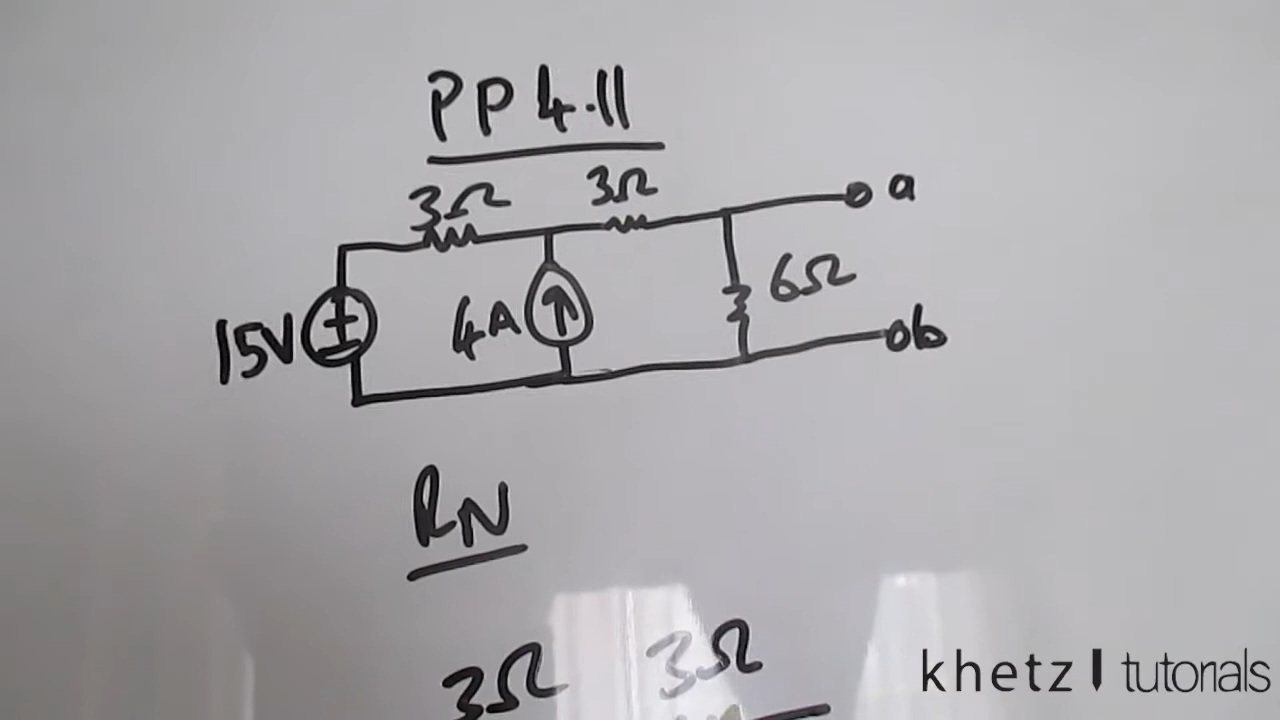 PP 4.11
3Ω 3Ω
a
15V 4A 6Ω
b
RN
3Ω 3Ω
khetz tutorials